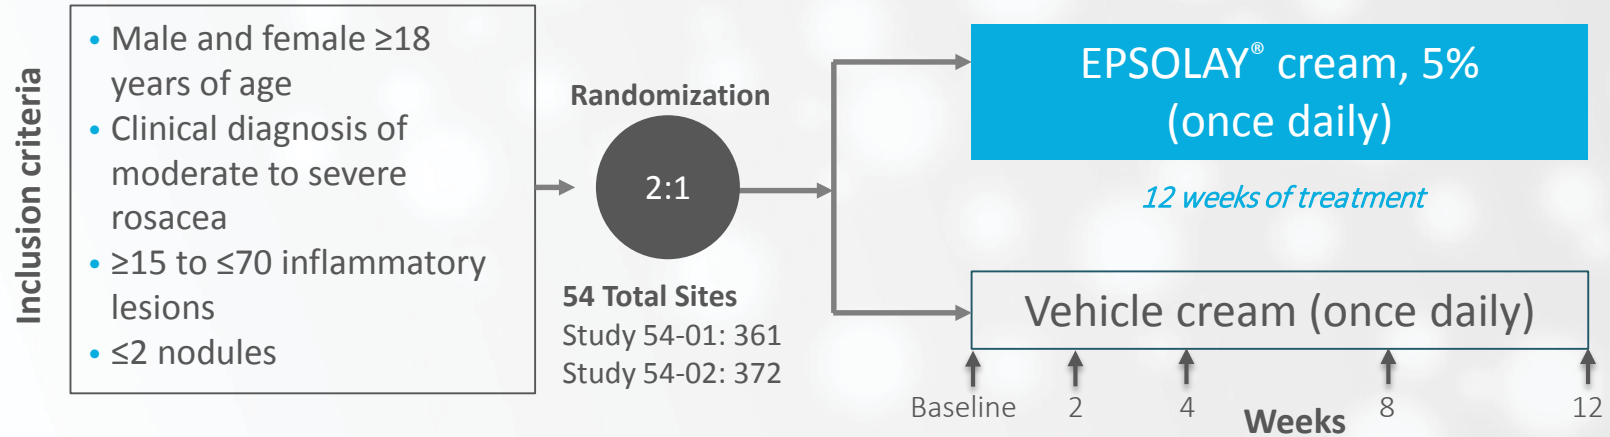 Inclusion criteria
• Male and female ≥18
years of age
• Clinical diagnosis of
moderate to severe
rosacea
• ≥15 to ≤70 inflammatory
lesions
• ≤2 nodules
Randomization
2:1
54 Total Sites
Study 54-01: 361
Study 54-02: 372
EPSOLAY® cream, 5%
(once daily)
12 weeks of treatment
Vehicle cream (once daily)
Baseline 2 4 8 12
Weeks